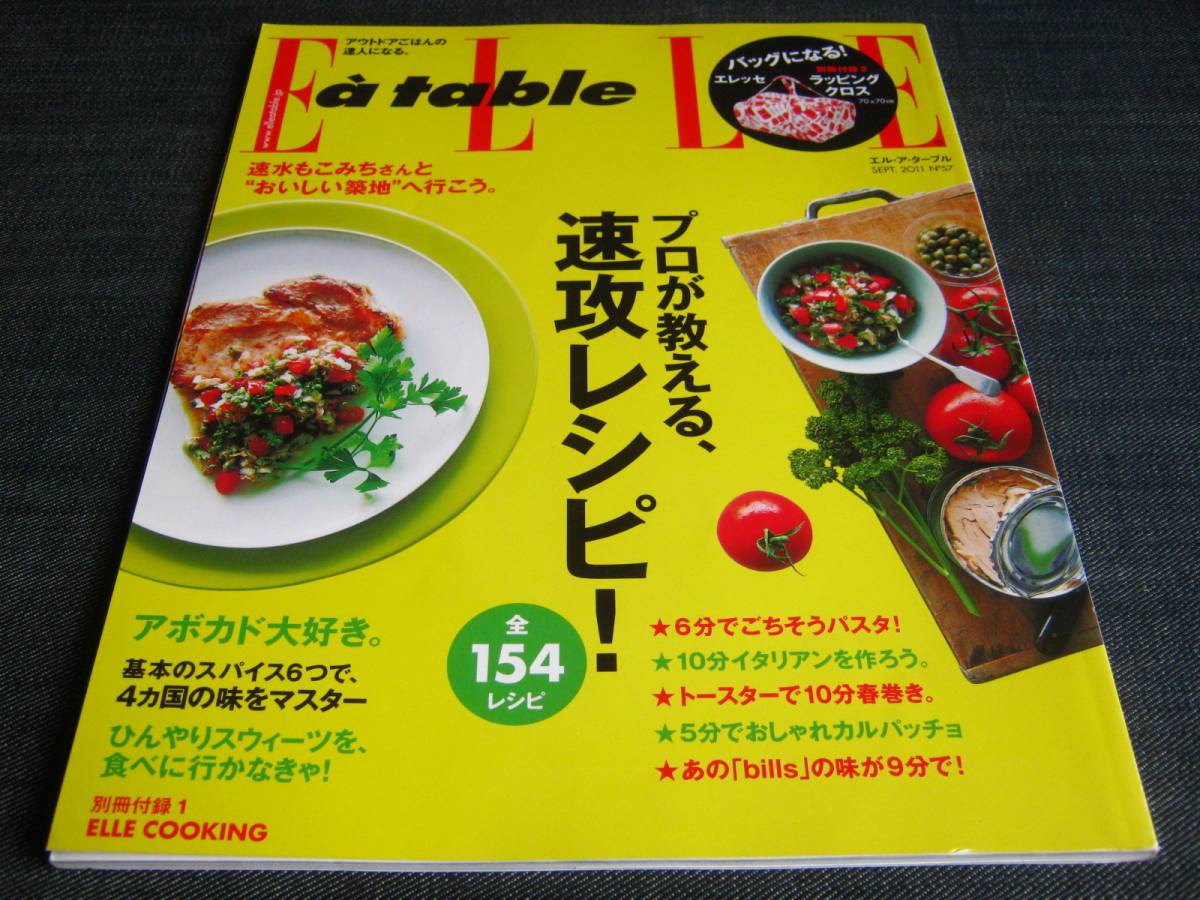 アウトドアごはんの
達人になる。
ELLE
à table
www.elleatable.jp
バッグになる!
別冊付録2
エレッセ
ラッピング
クロス
70×70cm
エル・ア・ターブル
SEPT. 2011 N°57
速水もこみちさんと
“おいしい築地”へ行こう。
プロが教える、
速攻レシピ!
全
154
レシピ
アボカド大好き。
基本のスパイス6つで、
4ヵ国の味をマスター
ひんやりスウィーツを、
食べに行かなきゃ!
別冊付録1
ELLE COOKING
★6分でごちそうパスタ!
★10分イタリアンを作ろう。
★トースターで10分春巻き。
★5分でおしゃれカルパッチョ
★あの「bills」の味が9分で!